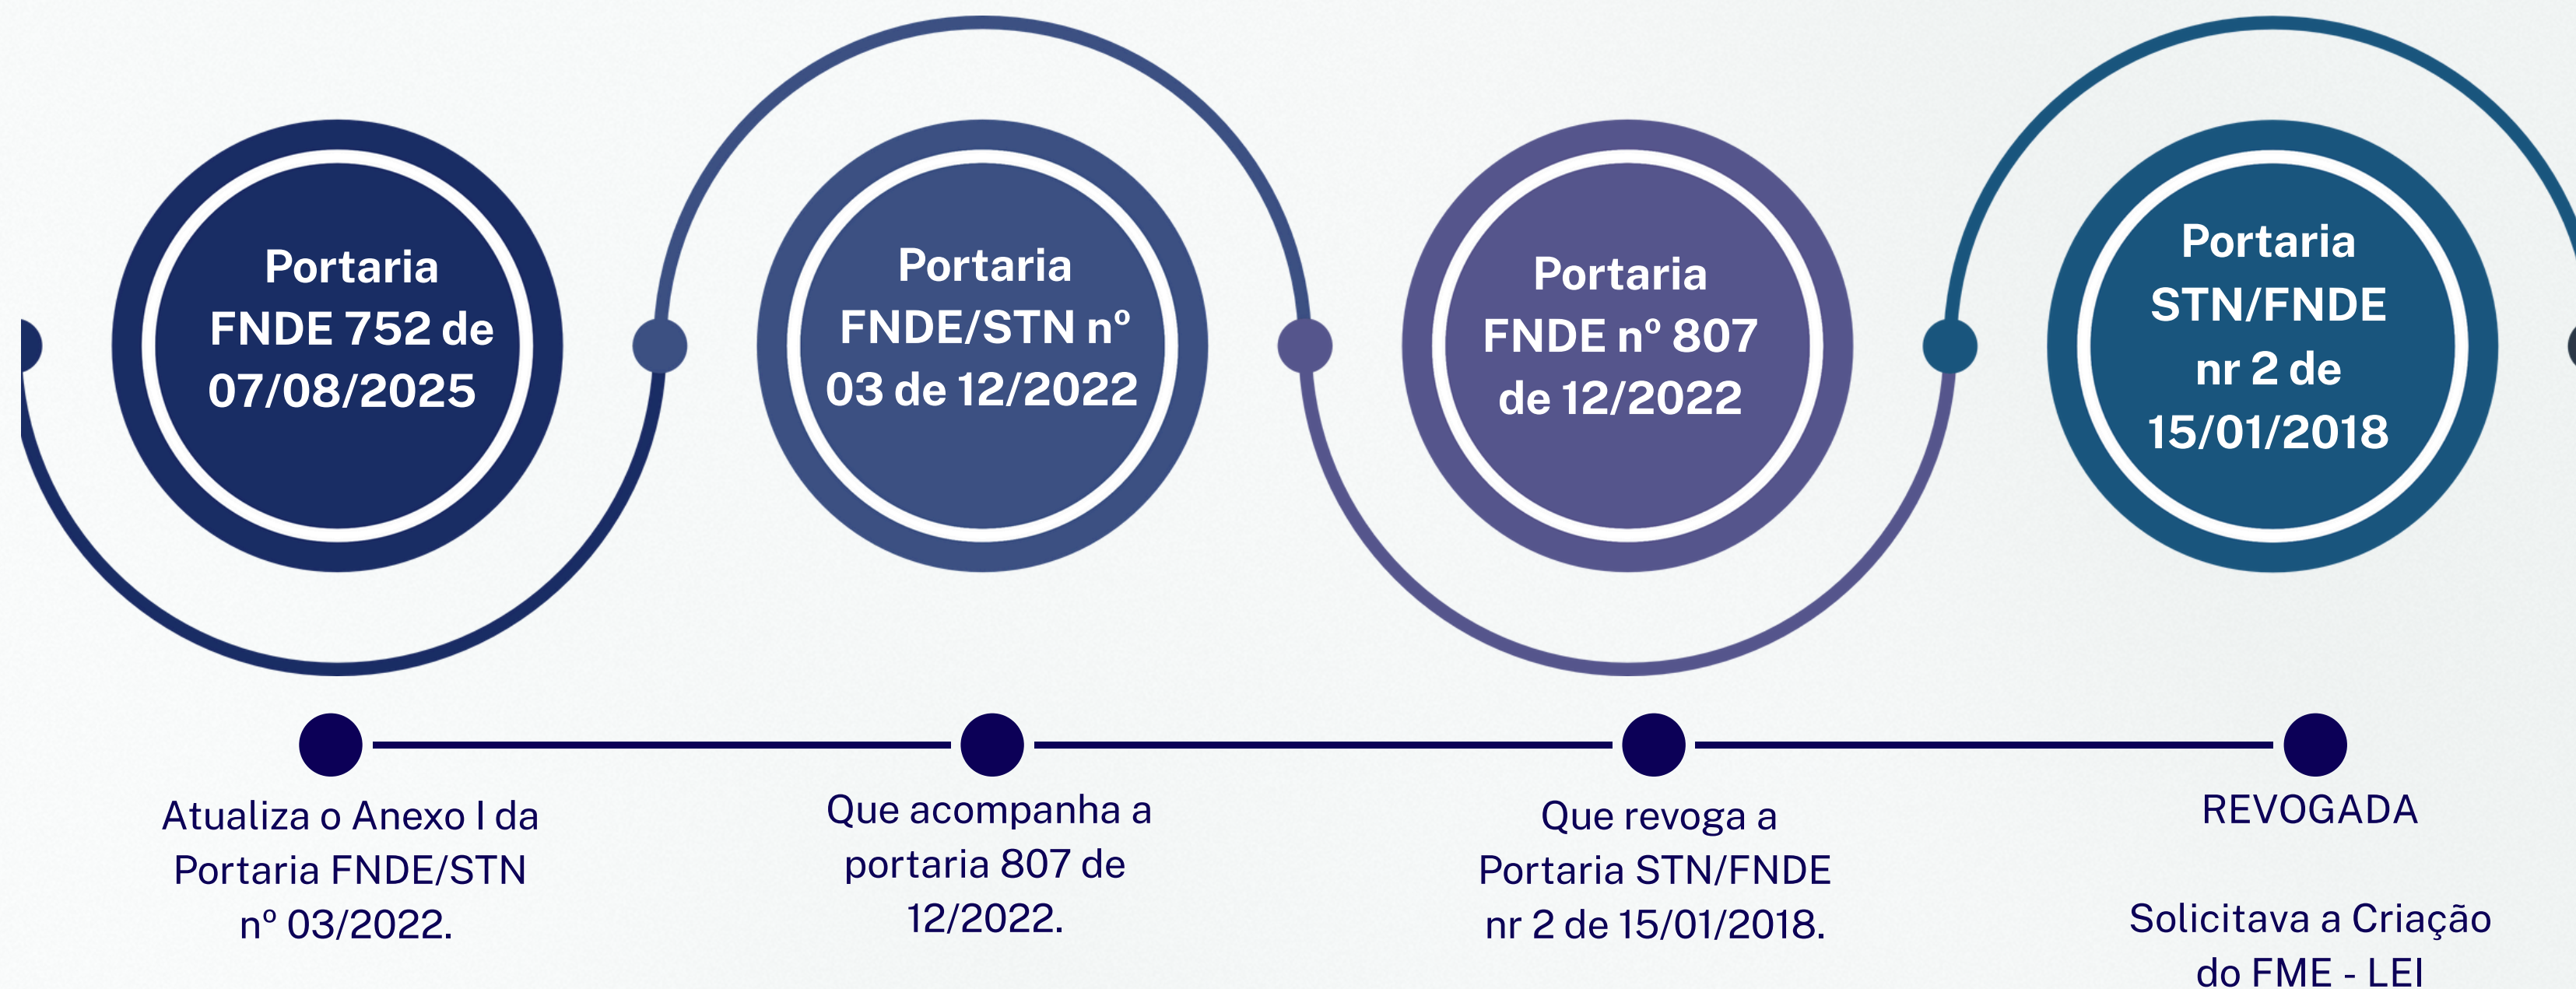 Portaria
FNDE 752 de
07/08/2025
Portaria
FNDE/STN nº
03 de 12/2022
Portaria
FNDE nº 807
de 12/2022
Portaria
STN/FNDE
nr 2 de
15/01/2018
Atualiza o Anexo I da
Portaria FNDE/STN
nº 03/2022.
Que acompanha a
portaria 807 de
12/2022.
Que revoga a
Portaria STN/FNDE
nr 2 de 15/01/2018.
REVOGADA
Solicitava a Criação
do FME - LEI